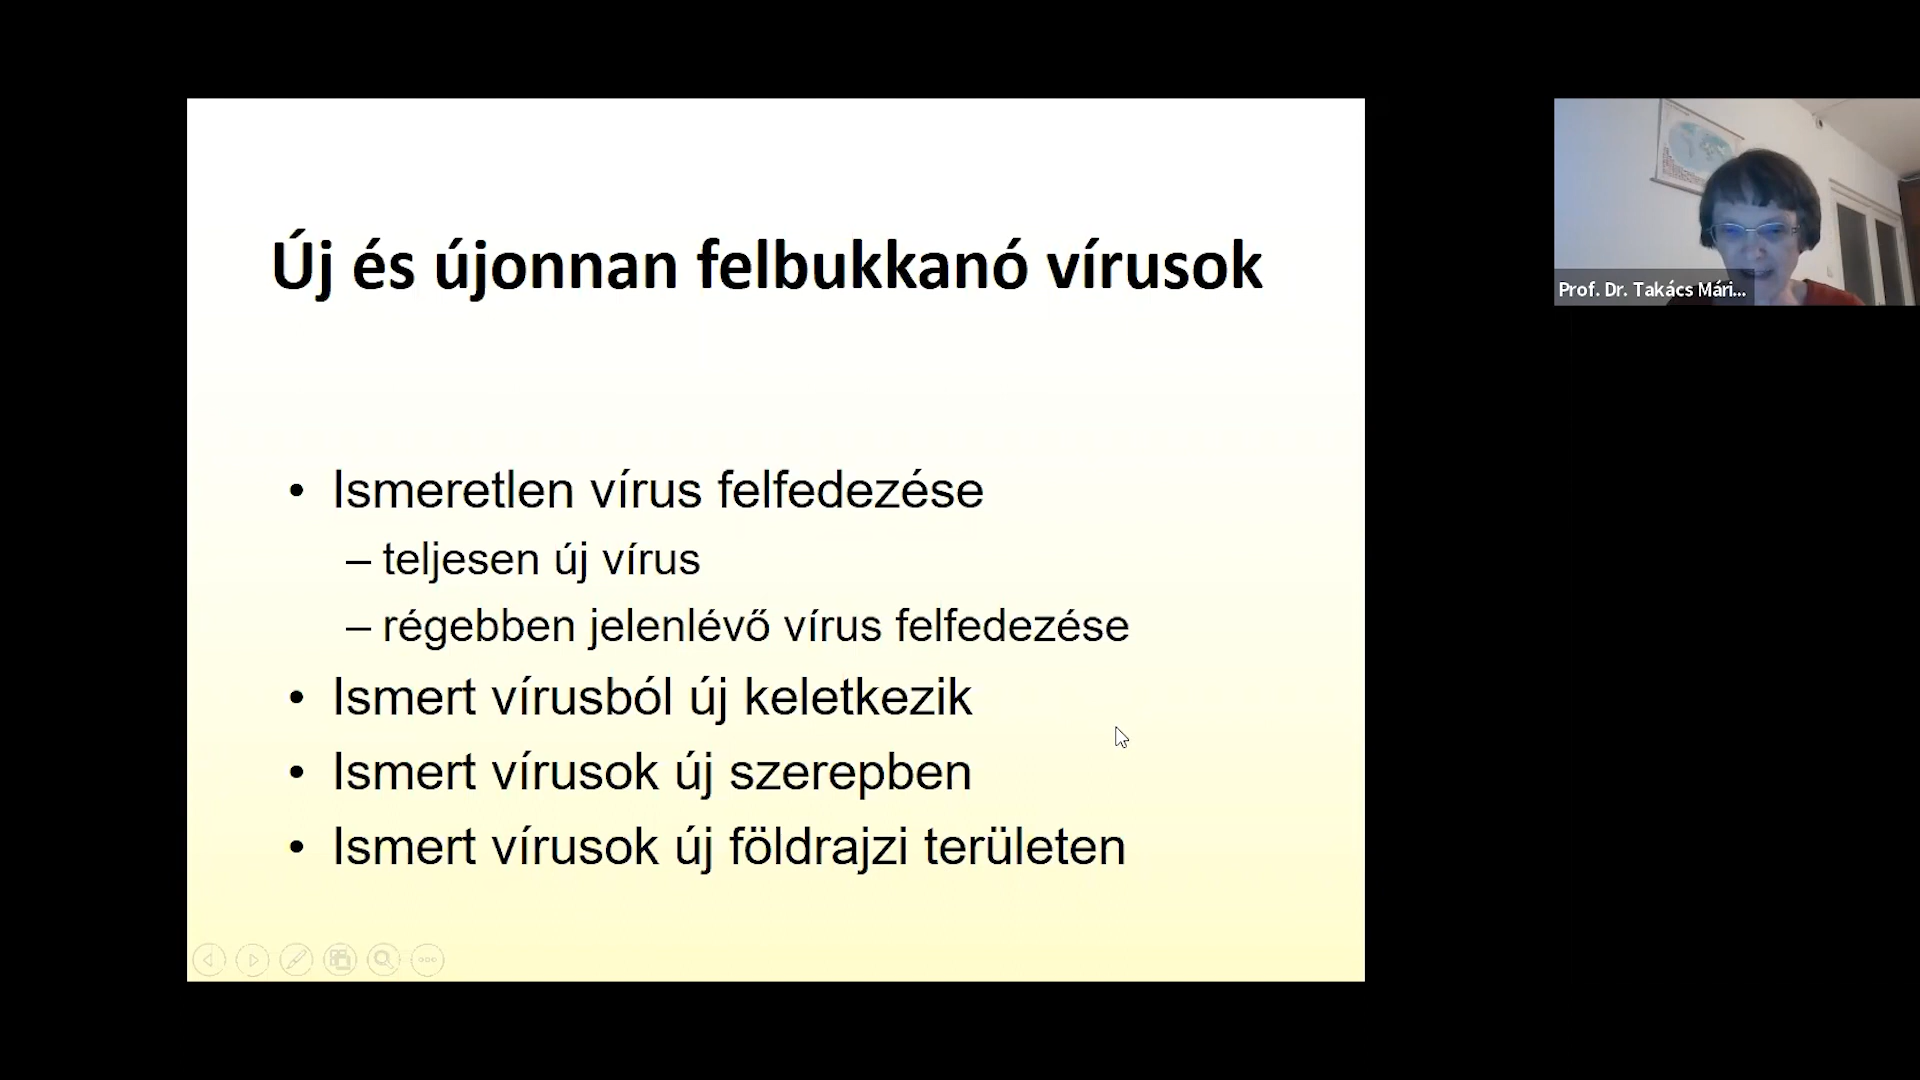 Új és újonnan felbukkanó vírusok
• Ismeretlen vírus felfedezése
– teljesen új vírus
– régebben jelenlévő vírus felfedezése
• Ismert vírusból új keletkezik
• Ismert vírusok új szerepben
• Ismert vírusok új földrajzi területen
Prof. Dr. Takács Mári...